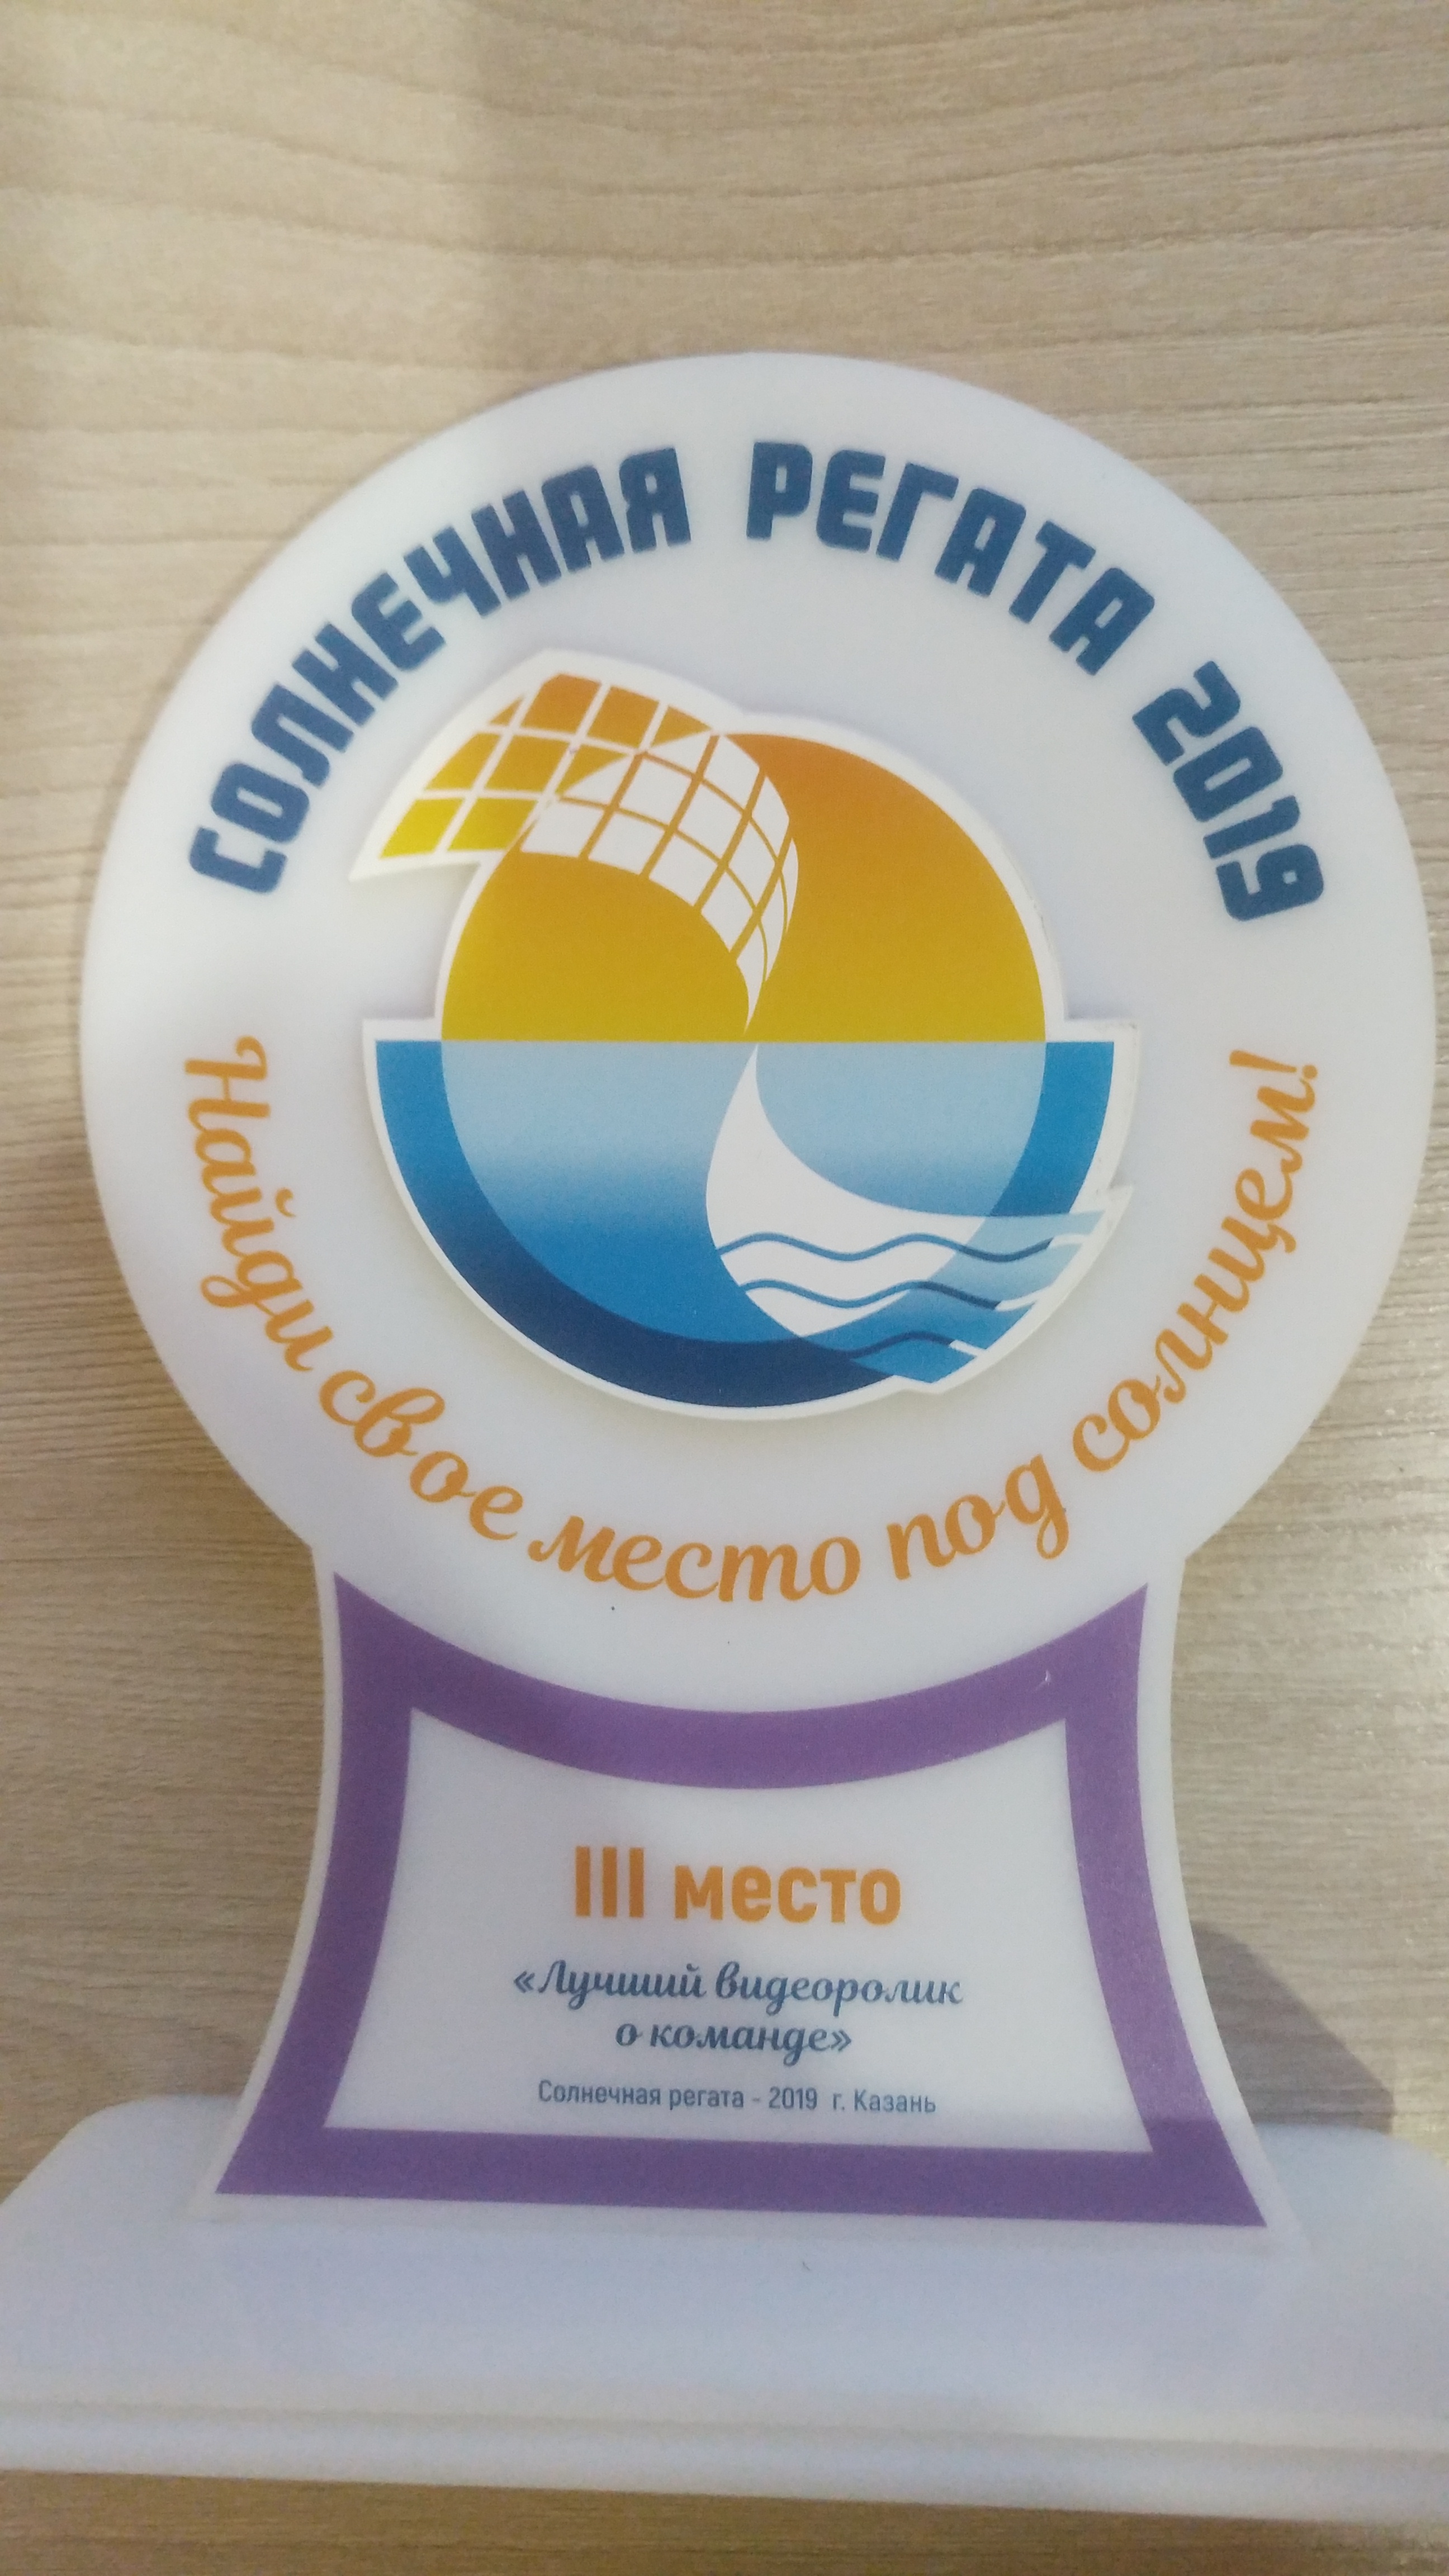 СОЛНЕЧНАЯ РЕГАТА 2019
Найди свое место под солнцем!
III место
«Лучший видеоролик
о команде»
Солнечная регата - 2019 г. Казань